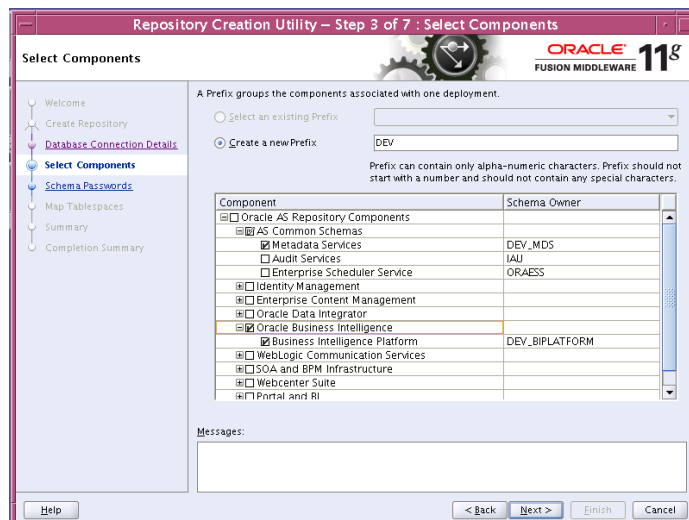 Repository Creation Utility – Step 3 of 7 : Select Components
Select Components
ORACLE
FUSION MIDDLEWARE 11g
Welcome
Create Repository
Database Connection Details
Select Components
Schema Passwords
Map Tablespaces
Summary
Completion Summary
A Prefix groups the components associated with one deployment.
Select an existing Prefix
Create a new Prefix DEV
Prefix can contain only alpha-numeric characters. Prefix should not
start with a number and should not contain any special characters.
Component Schema Owner
Oracle AS Repository Components
AS Common Schemas
Metadata Services DEV_MDS
Audit Services IAU
Enterprise Scheduler Service ORAESS
Identity Management
Enterprise Content Management
Oracle Data Integrator
Oracle Business Intelligence
Business Intelligence Platform DEV_BIPLATFORM
WebLogic Communication Services
SOA and BPM Infrastructure
Webcenter Suite
Portal and BI
Messages:
Help < Back Next > Finish Cancel